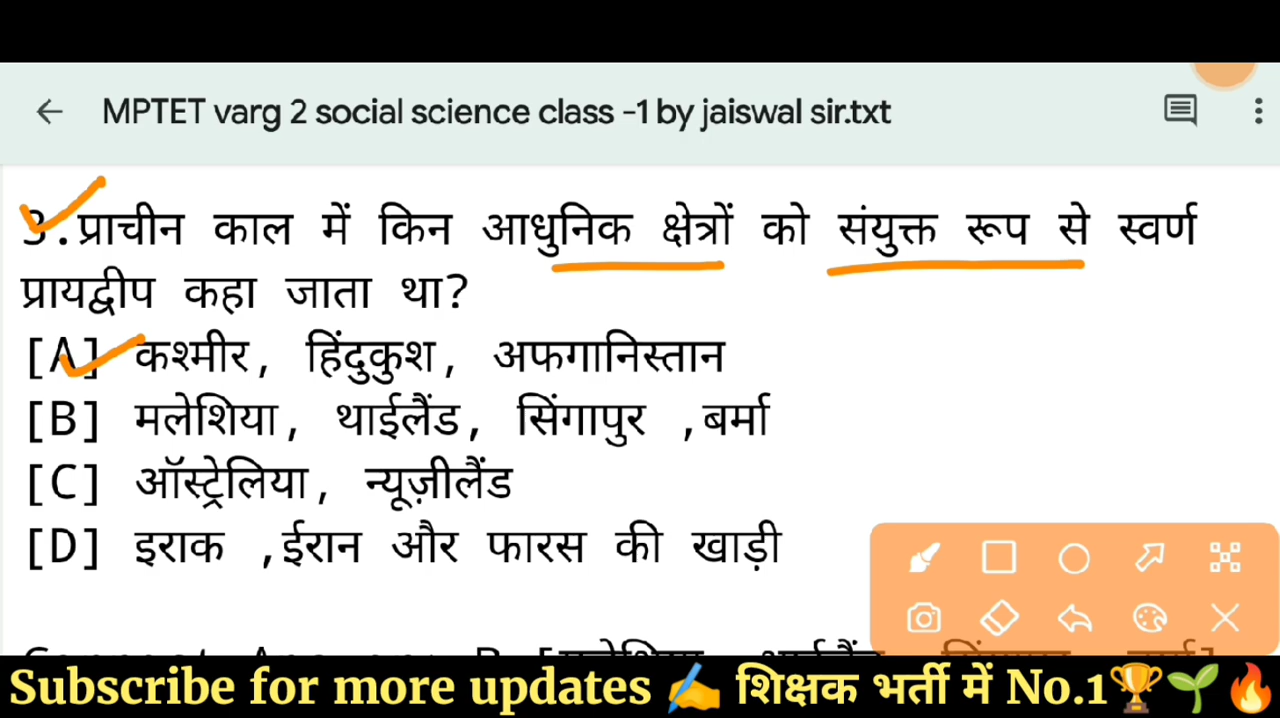 MPTET varg 2 social science class -1 by jaiswal sir.txt
3.प्राचीन काल में किन आधुनिक क्षेत्रों को संयुक्त रूप से स्वर्ण
प्रायद्वीप कहा जाता था?
[A] कश्मीर, हिंदुकुश, अफगानिस्तान
[B] मलेशिया, थाईलैंड, सिंगापुर ,बर्मा
[C] ऑस्ट्रेलिया, न्यूज़ीलैंड
[D] इराक ,ईरान और फारस की खाड़ी
Subscribe for more updates ✍️ शिक्षक भर्ती में No.1🏆🌱🔥